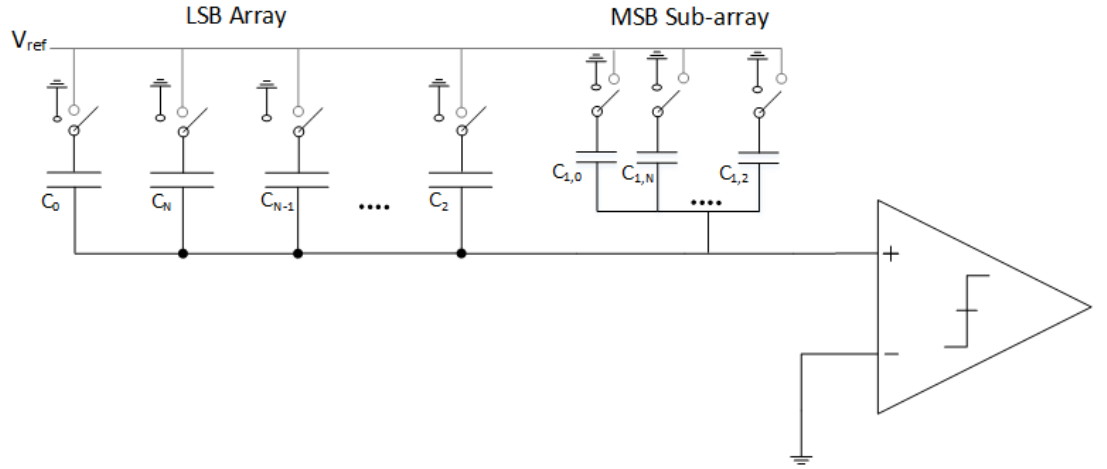 LSB Array
MSB Sub-array
Vref
C0
CN
CN-1
....
C2
C1,0
C1,N
....
C1,2
+
−